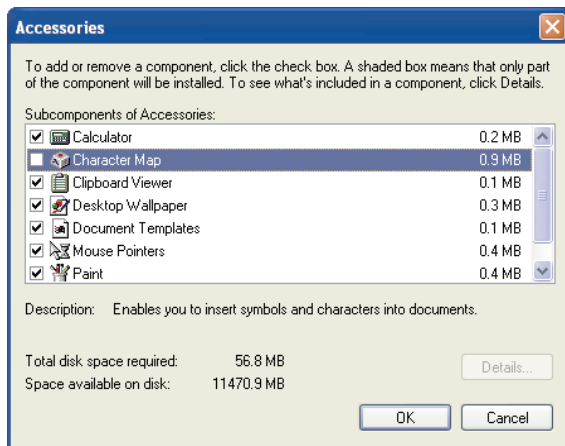 Accessories
To add or remove a component, click the check box. A shaded box means that only part
of the component will be installed. To see what's included in a component, click Details.
Subcomponents of Accessories:
Calculator 0.2 MB
Character Map 0.9 MB
Clipboard Viewer 0.1 MB
Desktop Wallpaper 0.3 MB
Document Templates 0.1 MB
Mouse Pointers 0.4 MB
Paint 0.4 MB
Description: Enables you to insert symbols and characters into documents.
Total disk space required: 56.8 MB
Details...
Space available on disk: 11470.9 MB
OK Cancel